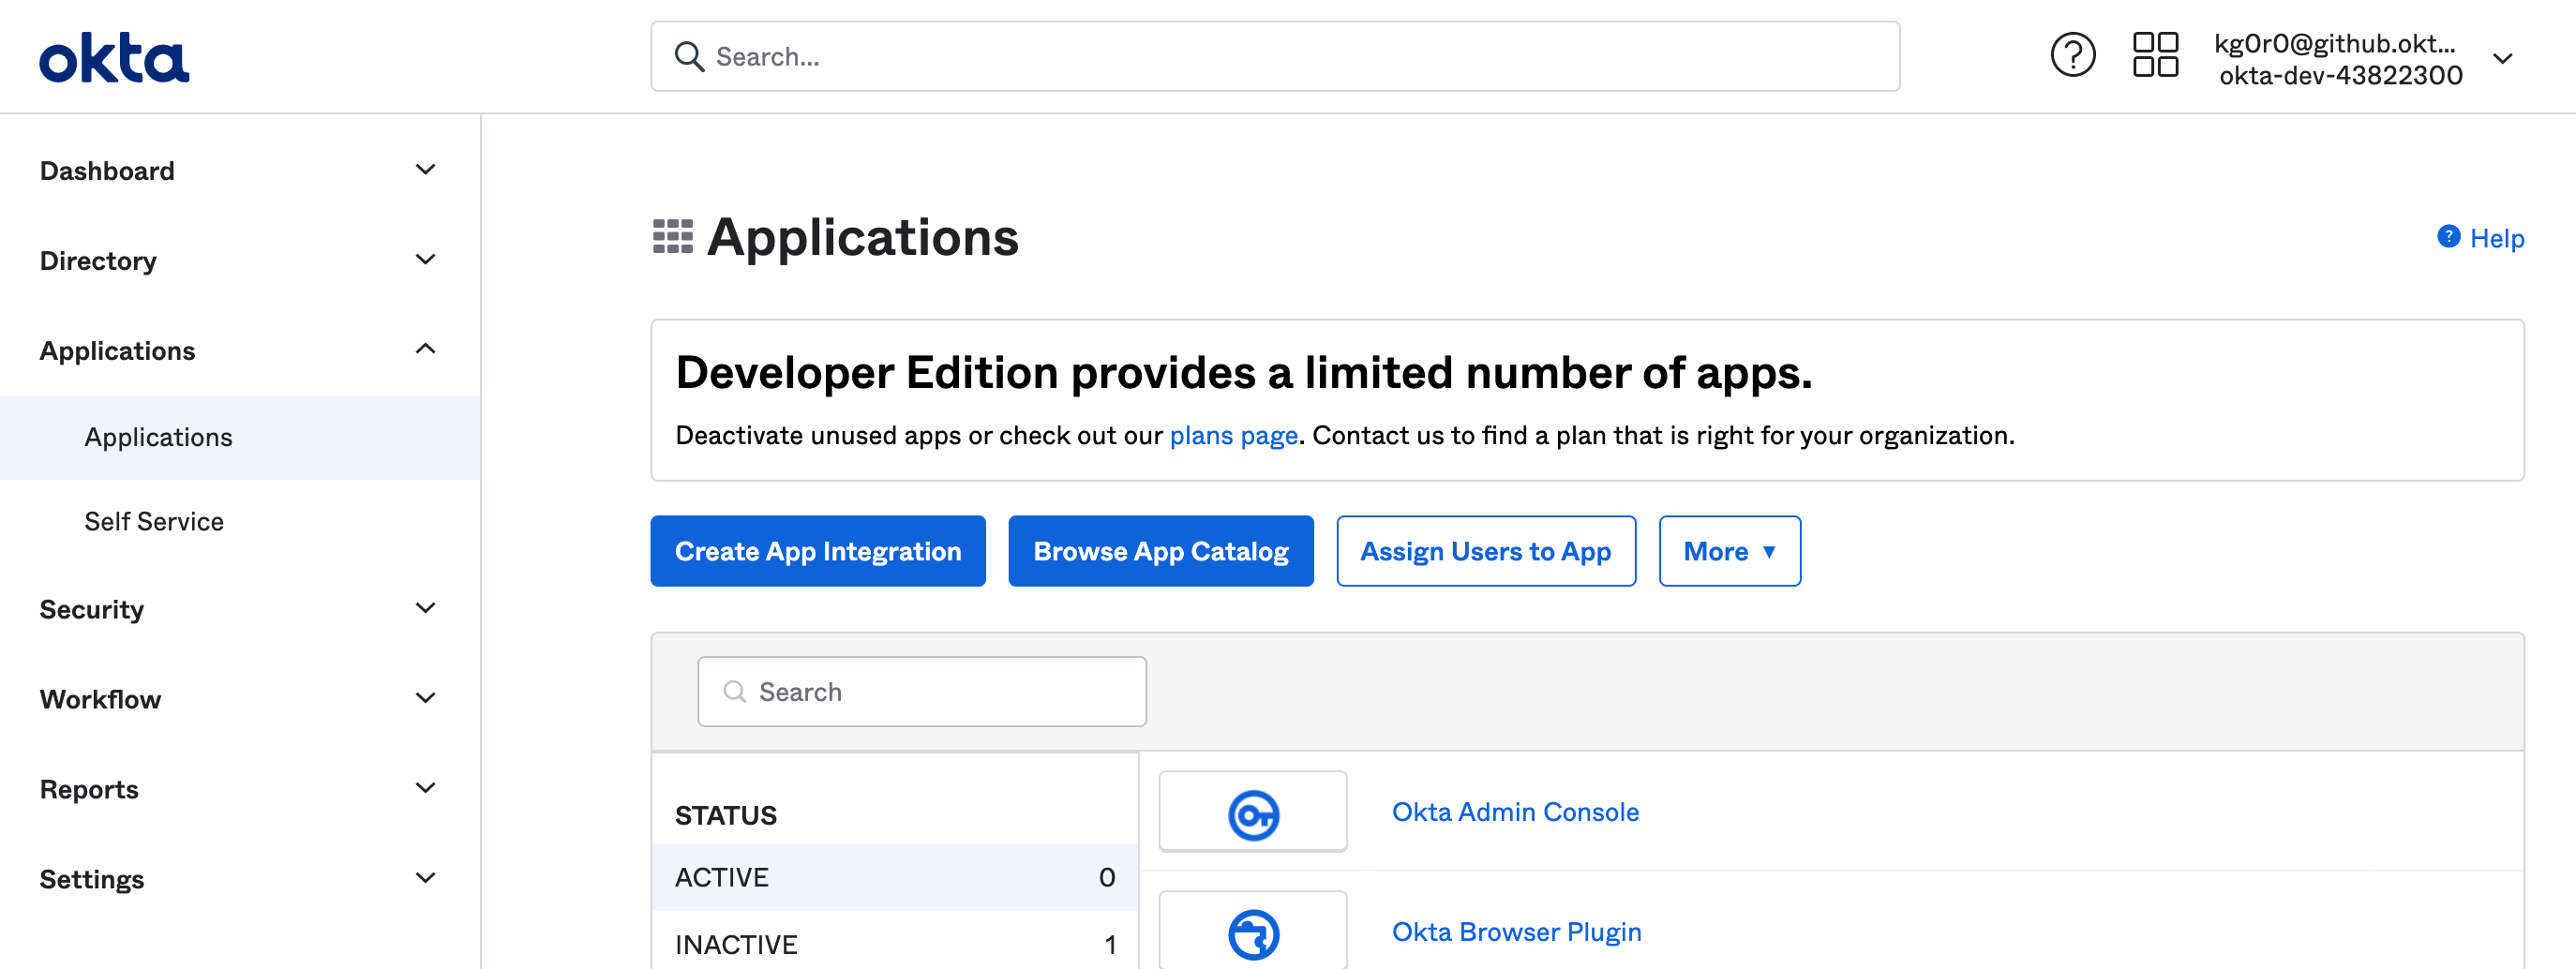 okta
Search...
kg0r0@github.okt...
okta-dev-43822300
Dashboard
Directory
Applications
Applications
Self Service
Security
Workflow
Reports
Settings
Applications
Help
Developer Edition provides a limited number of apps.
Deactivate unused apps or check out our plans page. Contact us to find a plan that is right for your organization.
Create App Integration
Browse App Catalog
Assign Users to App
More
Search
STATUS
ACTIVE 0
INACTIVE 1
Okta Admin Console
Okta Browser Plugin